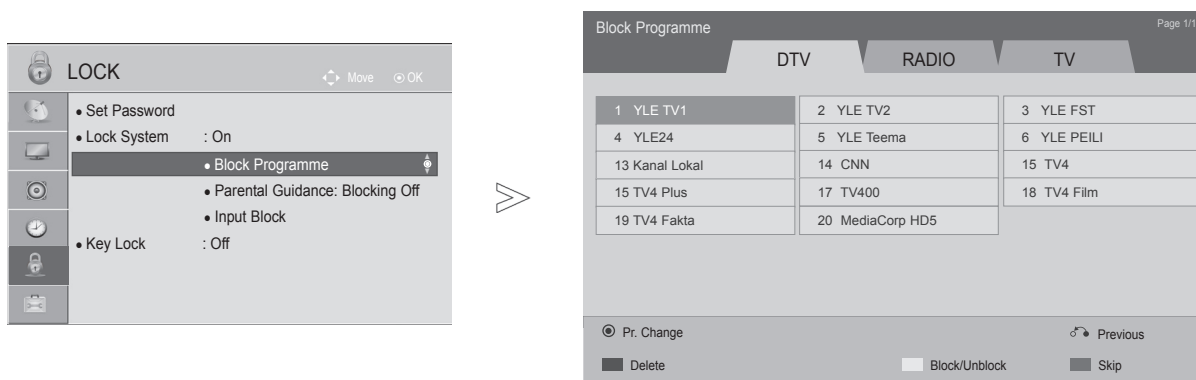 LOCK
Move OK
• Set Password
• Lock System : On
• Block Programme
• Parental Guidance: Blocking Off
• Input Block
• Key Lock : Off
Block Programme
Page 1/1
DTV RADIO TV
1 YLE TV1 2 YLE TV2 3 YLE FST
4 YLE24 5 YLE Teema 6 YLE PEILI
13 Kanal Lokal 14 CNN 15 TV4
15 TV4 Plus 17 TV400 18 TV4 Film
19 TV4 Fakta 20 MediaCorp HD5
Pr. Change Previous
Delete Block/Unblock Skip